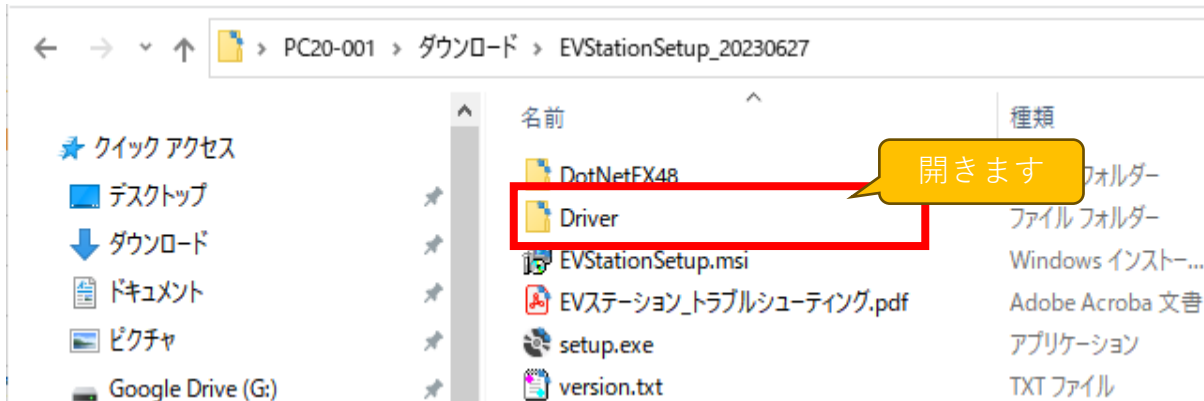 PC20-001 > ダウンロード > EVStationSetup_20230627
名前 種類
クイック アクセス
デスクトップ
ダウンロード
ドキュメント
ピクチャ
Google Drive (G:)
開きます
DotNetFX48 フォルダー
Driver ファイル フォルダー
EVStationSetup.msi Windows インストー...
EVステーション_トラブルシューティング.pdf Adobe Acroba 文書
setup.exe アプリケーション
version.txt TXT ファイル